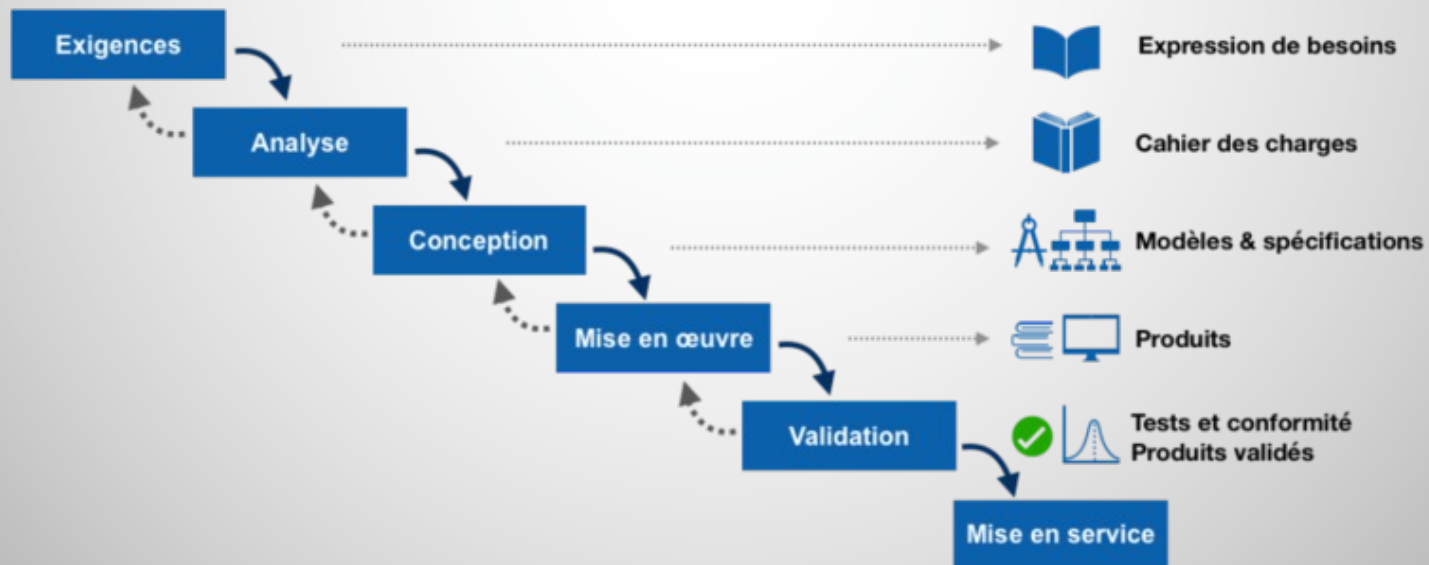 Exigences
Expression de besoins
Analyse
Cahier des charges
Conception
Modèles & spécifications
Mise en œuvre
Produits
Validation
Tests et conformité
Produits validés
Mise en service